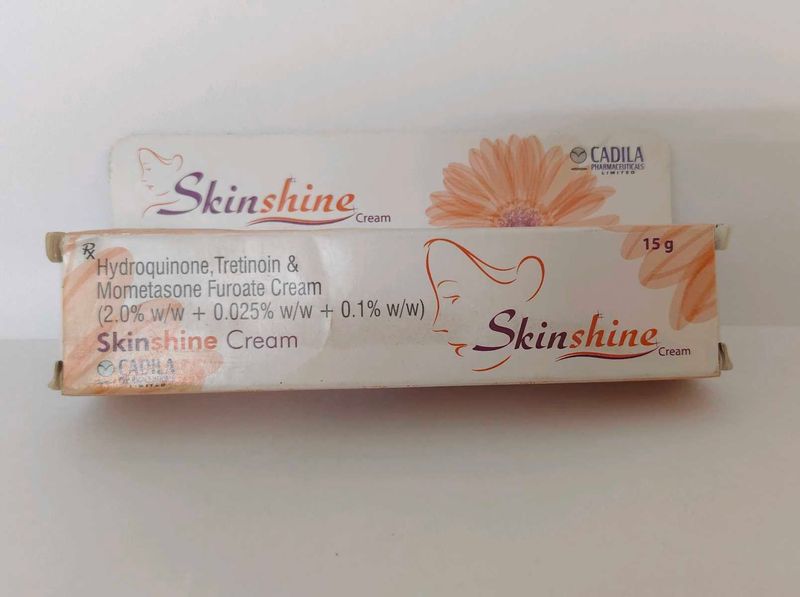 Skinshine
Cream
CADILA
PHARMACEUTICALS
LIMITED
Rx
Hydroquinone, Tretinoin &
Mometasone Furoate Cream
(2.0% w/w + 0.025% w/w + 0.1% w/w)
Skinshine Cream
CADILA
15 g
Skinshine
Cream